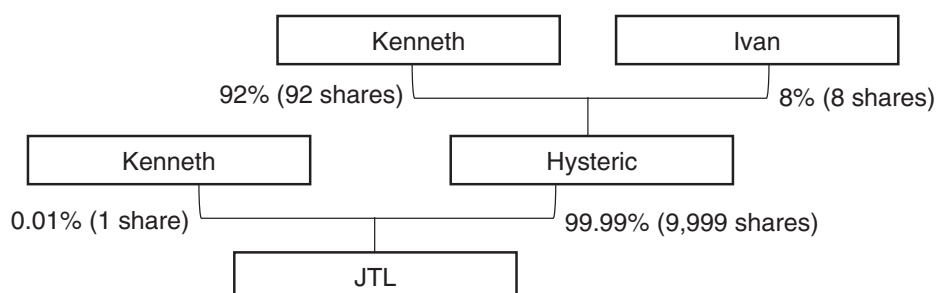 Kenneth
Ivan
92% (92 shares)
8% (8 shares)
Kenneth
Hysteric
0.01% (1 share)
99.99% (9,999 shares)
JTL